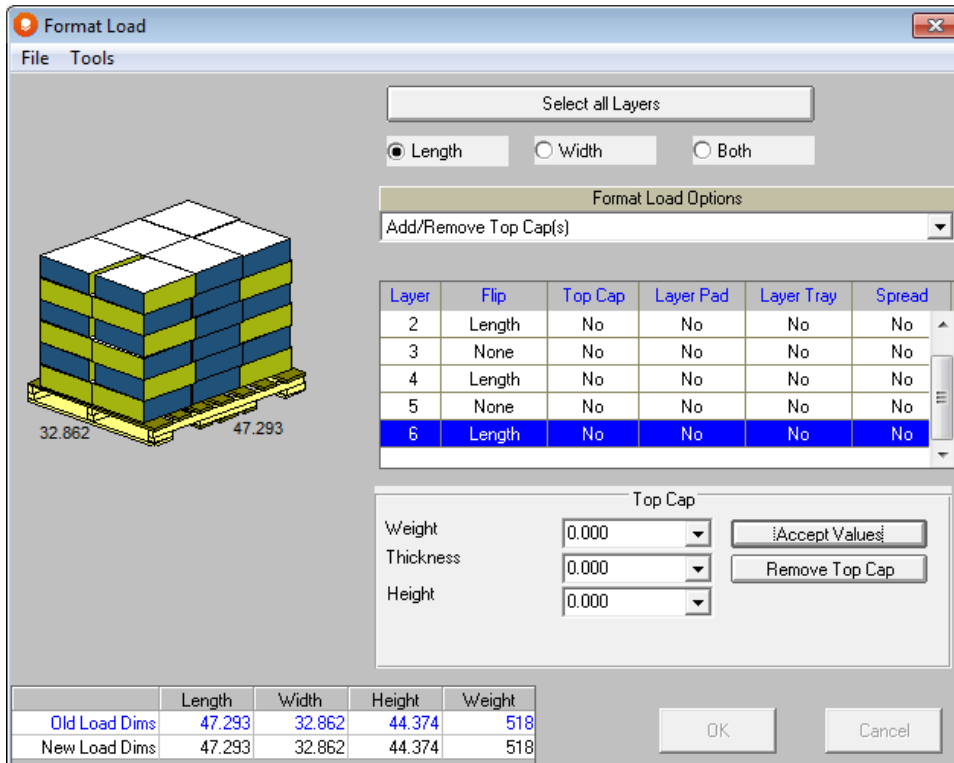 Format Load
File Tools
Select all Layers
Length Width Both
Format Load Options
Add/Remove Top Cap(s)
Layer Flip Top Cap Layer Pad Layer Tray Spread
2 Length No No No No
3 None No No No No
4 Length No No No No
5 None No No No No
6 Length No No No No
32.862 47.293
Top Cap
Weight 0.000 Accept Values
Thickness 0.000 Remove Top Cap
Height 0.000
Length Width Height Weight
Old Load Dims 47.293 32.862 44.374 518
New Load Dims 47.293 32.862 44.374 518
OK Cancel